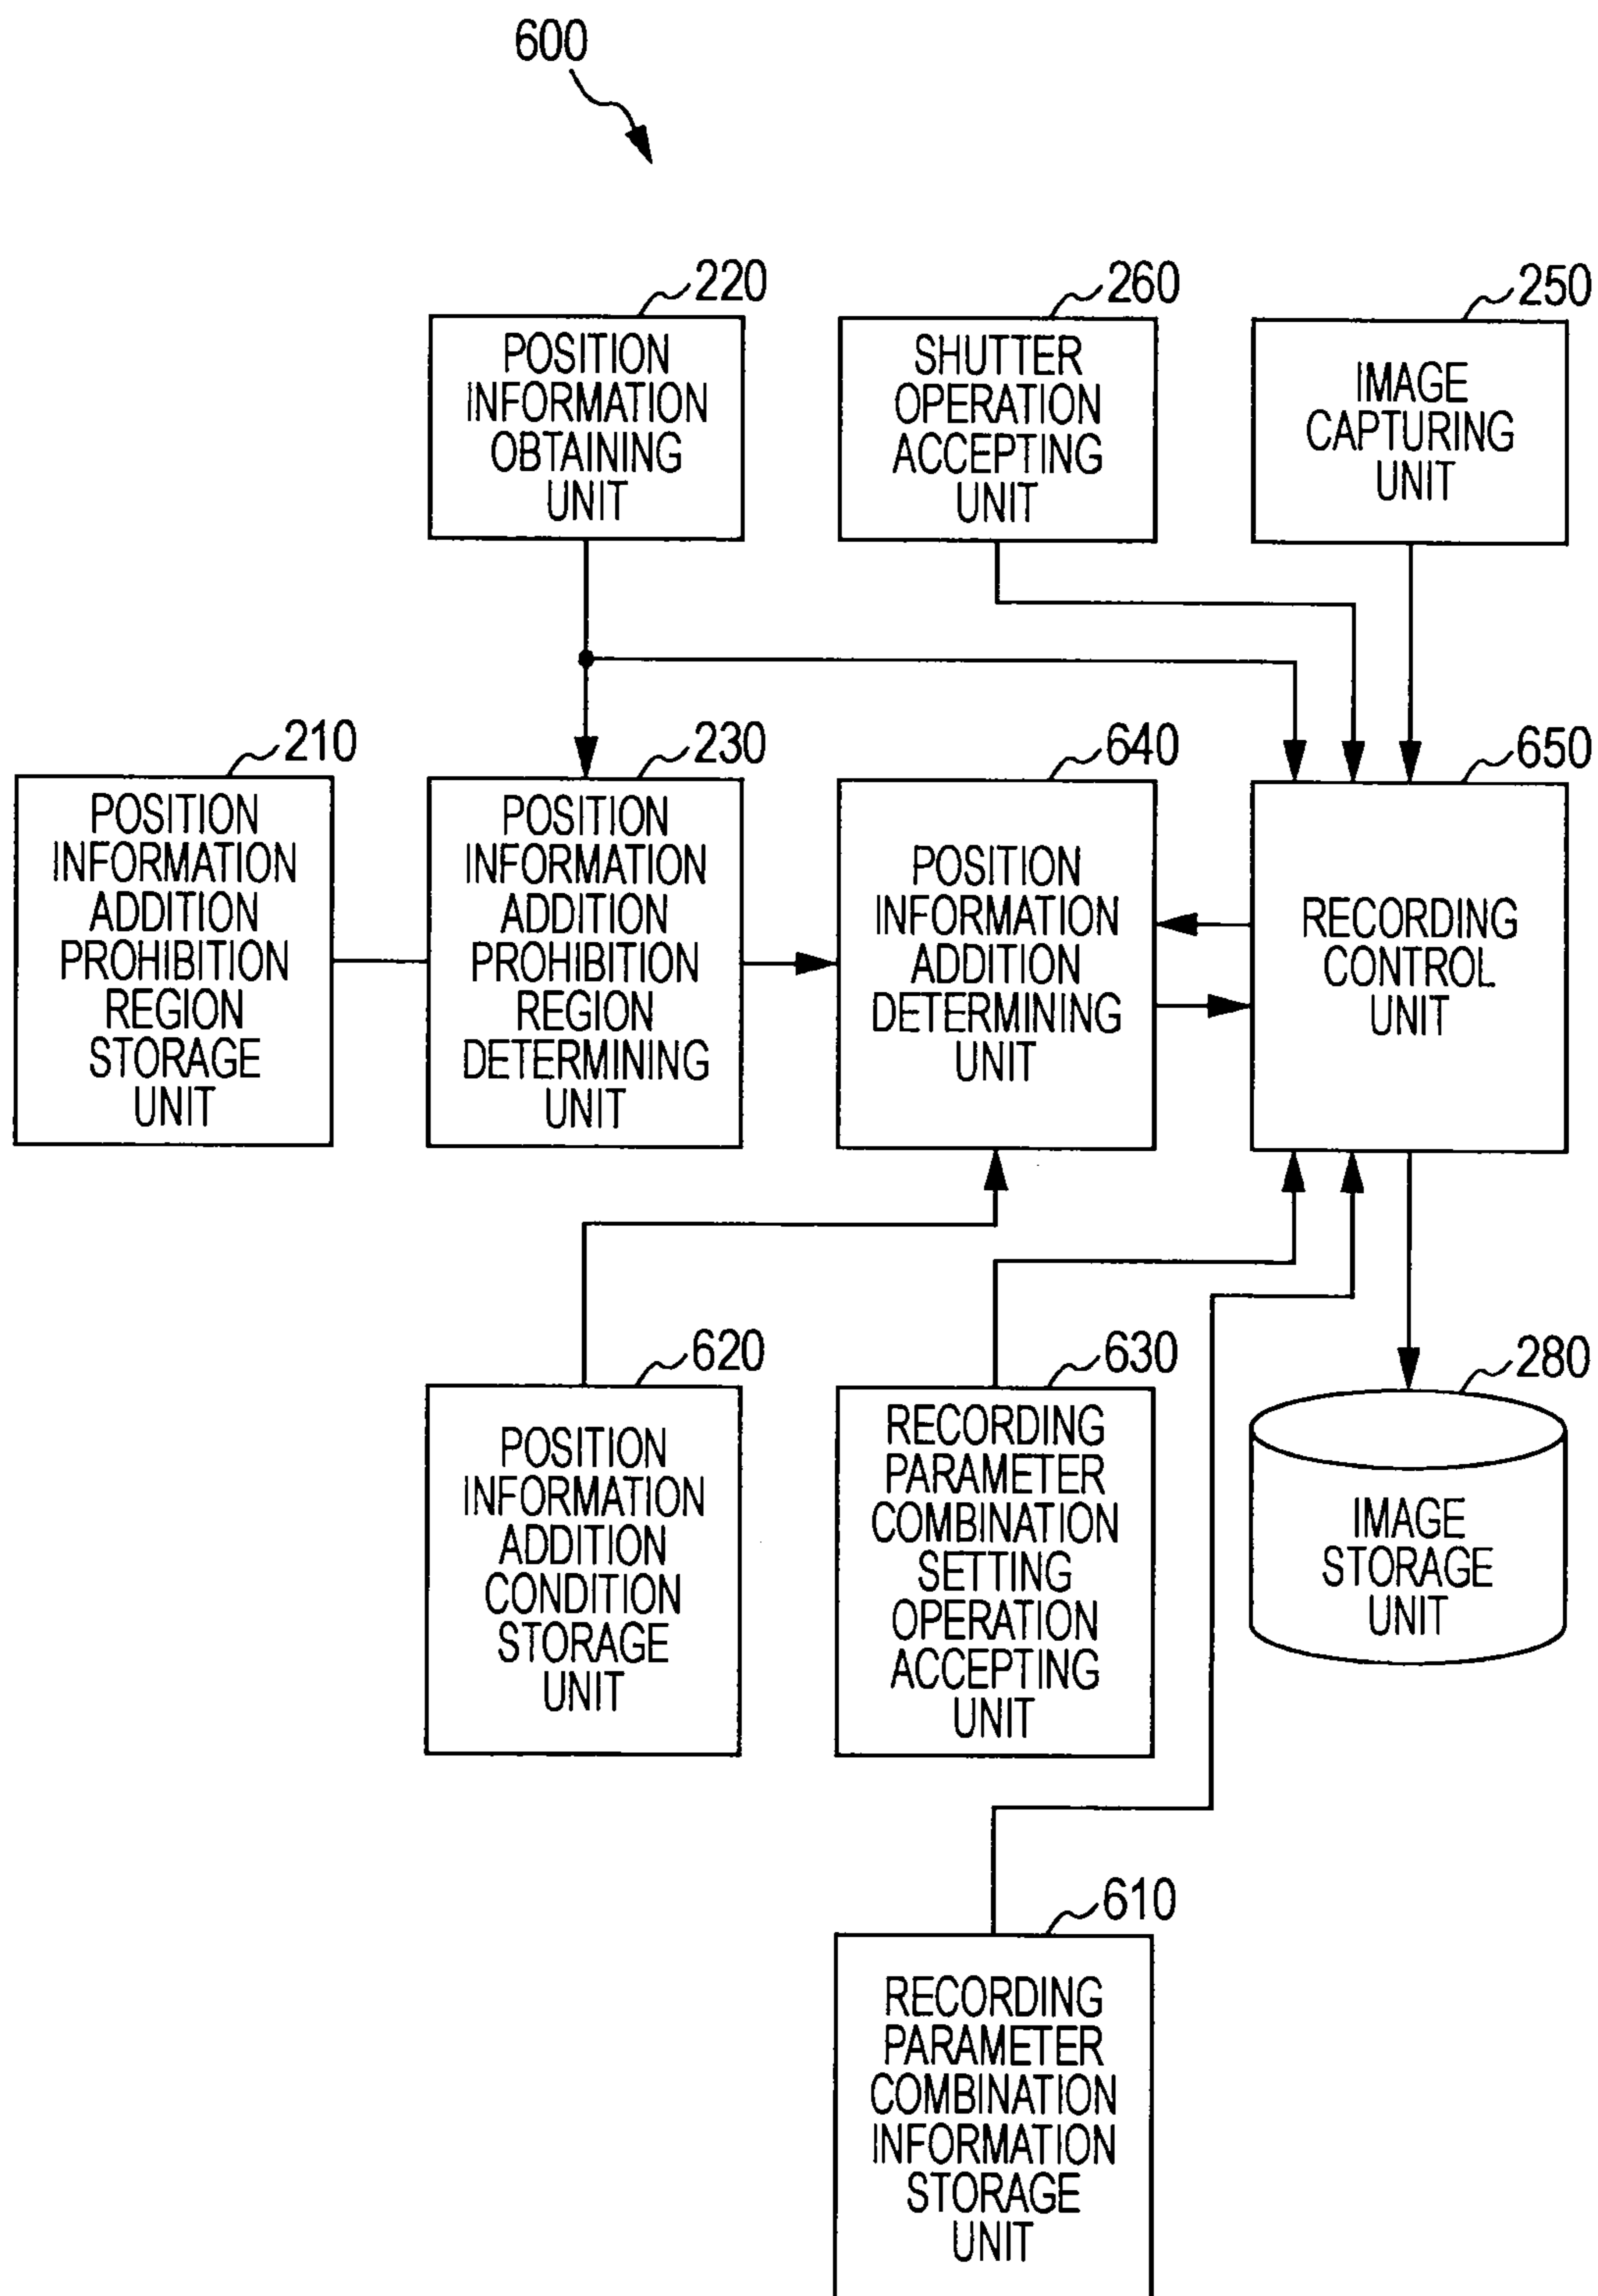 600
220
POSITION
INFORMATION
OBTAINING
UNIT
260
SHUTTER
OPERATION
ACCEPTING
UNIT
250
IMAGE
CAPTURING
UNIT
210
POSITION
INFORMATION
ADDITION
PROHIBITION
REGION
STORAGE
UNIT
230
POSITION
INFORMATION
ADDITION
PROHIBITION
REGION
DETERMINING
UNIT
640
POSITION
INFORMATION
ADDITION
DETERMINING
UNIT
650
RECORDING
CONTROL
UNIT
620
POSITION
INFORMATION
ADDITION
CONDITION
STORAGE
UNIT
630
RECORDING
PARAMETER
COMBINATION
SETTING
OPERATION
ACCEPTING
UNIT
280
IMAGE
STORAGE
UNIT
610
RECORDING
PARAMETER
COMBINATION
INFORMATION
STORAGE
UNIT